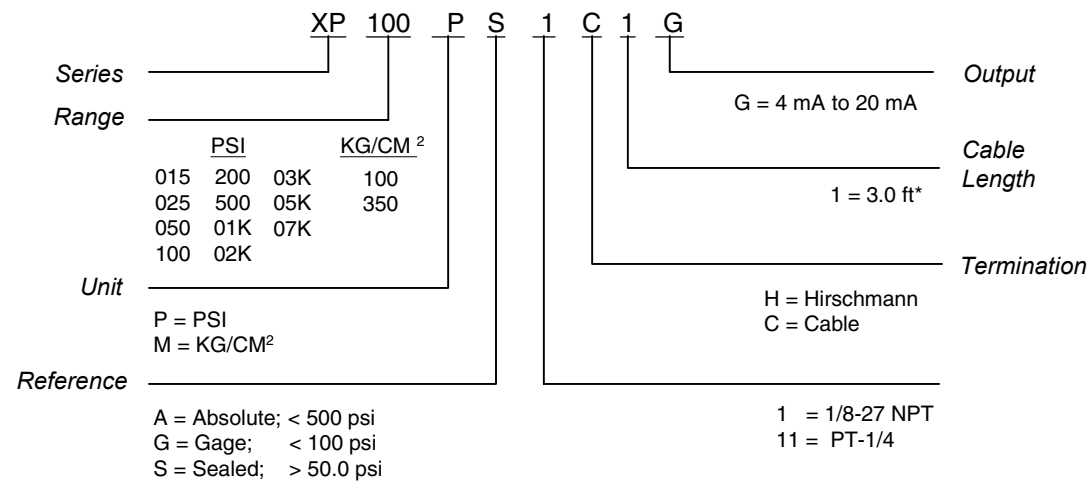 XP 100 P S 1 C 1 G
Series
Output
G = 4 mA to 20 mA
Range
PSI KG/CM 2
015 200 03K 100
025 500 05K 350
050 01K 07K
100 02K
Cable
Length
1 = 3.0 ft*
Termination
H = Hirschmann
C = Cable
Unit
P = PSI
M = KG/CM2
Reference
A = Absolute; < 500 psi
G = Gage; < 100 psi
S = Sealed; > 50.0 psi
1 = 1/8-27 NPT
11 = PT-1/4